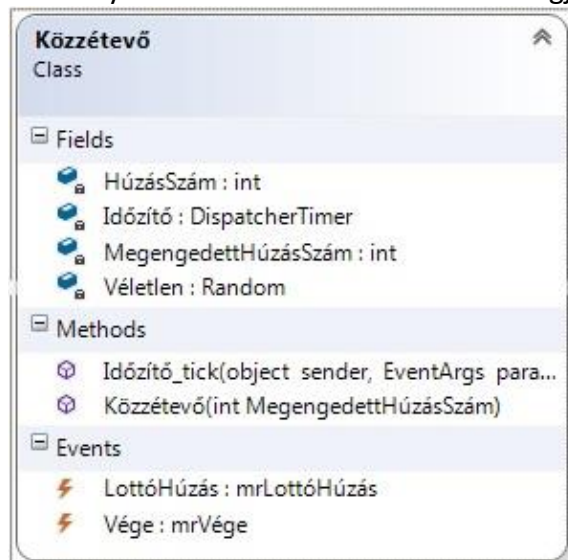 Közzétevő
Class
Fields
HúzásSzám : int
Időzítő : DispatcherTimer
MegengedettHúzásSzám : int
Véletlen : Random
Methods
Időzítő_tick(object sender, EventArgs para...
Közzétevő(int MegengedettHúzásSzám)
Events
LottóHúzás : mrLottóHúzás
Vége : mrVége